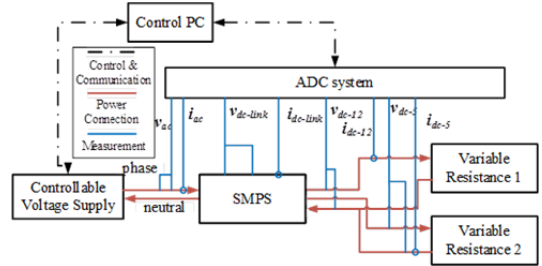 Control PC
Control &
Communication
Power
Connection
Measurement
ADC system
vac
iac
vdc-link
idc-link
vdc-12
idc-12
vdc-5
idc-5
phase
neutral
Controllable
Voltage Supply
SMPS
Variable
Resistance 1
Variable
Resistance 2